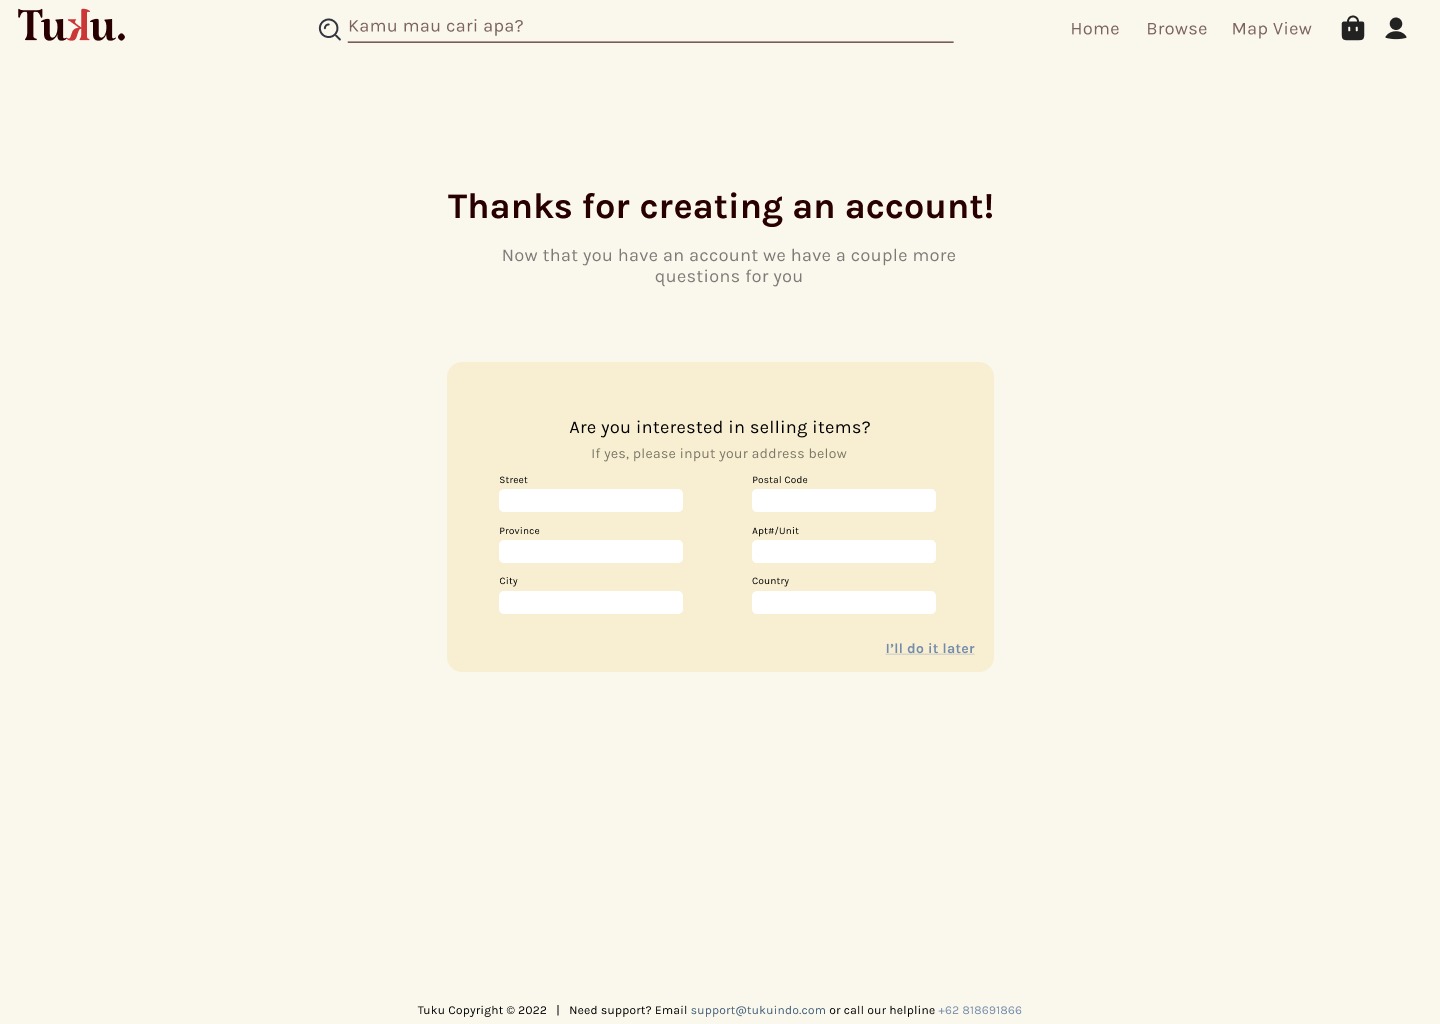 Tuku.
Kamu mau cari apa?
Home Browse Map View
Thanks for creating an account!
Now that you have an account we have a couple more
questions for you
Are you interested in selling items?
If yes, please input your address below
Street Postal Code
Province Apt#/Unit
City Country
I'll do it later
Tuku Copyright © 2022 | Need support? Email support@tukuindo.com or call our helpline +62 818691866